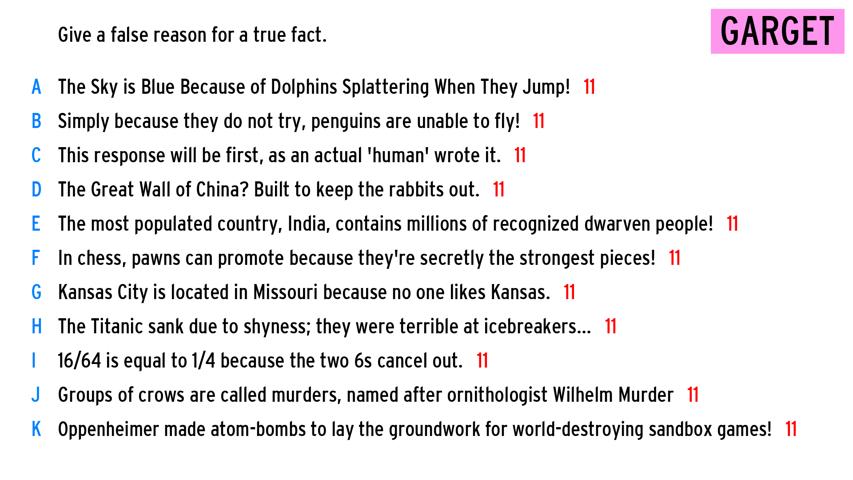 Give a false reason for a true fact.
GARGET
A The Sky is Blue Because of Dolphins Splattering When They Jump! 11
B Simply because they do not try, penguins are unable to fly! 11
C This response will be first, as an actual 'human' wrote it. 11
D The Great Wall of China? Built to keep the rabbits out. 11
E The most populated country, India, contains millions of recognized dwarven people! 11
F In chess, pawns can promote because they're secretly the strongest pieces! 11
G Kansas City is located in Missouri because no one likes Kansas. 11
H The Titanic sank due to shyness; they were terrible at icebreakers... 11
I 16/64 is equal to 1/4 because the two 6s cancel out. 11
J Groups of crows are called murders, named after ornithologist Wilhelm Murder 11
K Oppenheimer made atom-bombs to lay the groundwork for world-destroying sandbox games! 11